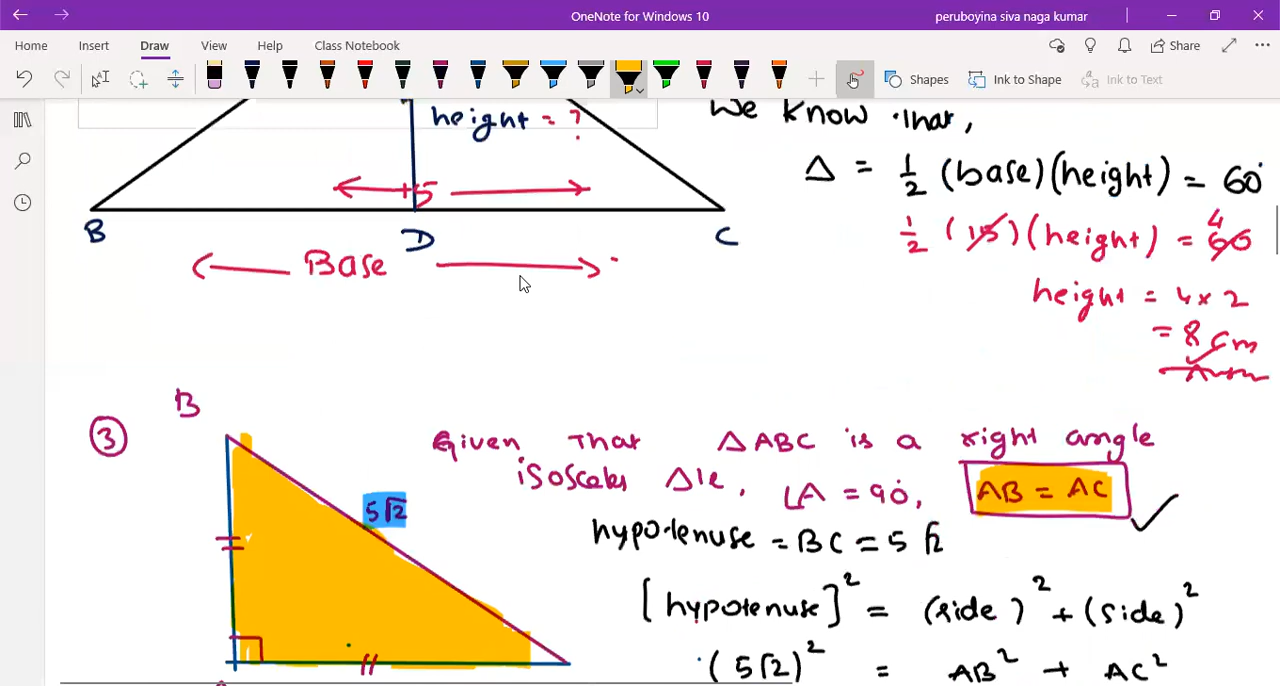 OneNote for Windows 10
peruboyina siva naga kumar
Home Insert Draw View Help Class Notebook Share
Shapes Ink to Shape Ink to Text
height = ?
15
B D C
Base
We know that,
Δ = 1/2 (base)(height) = 60
1/2 (15)(height) = 60 4
height = 4 x 2
= 8 cm
③
B
5√2
Given that ΔABC is a right angle
isosceles Δle, ∠A = 90°, AB = AC
hypotenuse = BC = 5√2
[hypotenuse]² = (side)² + (side)²
(5√2)² = AB² + AC²